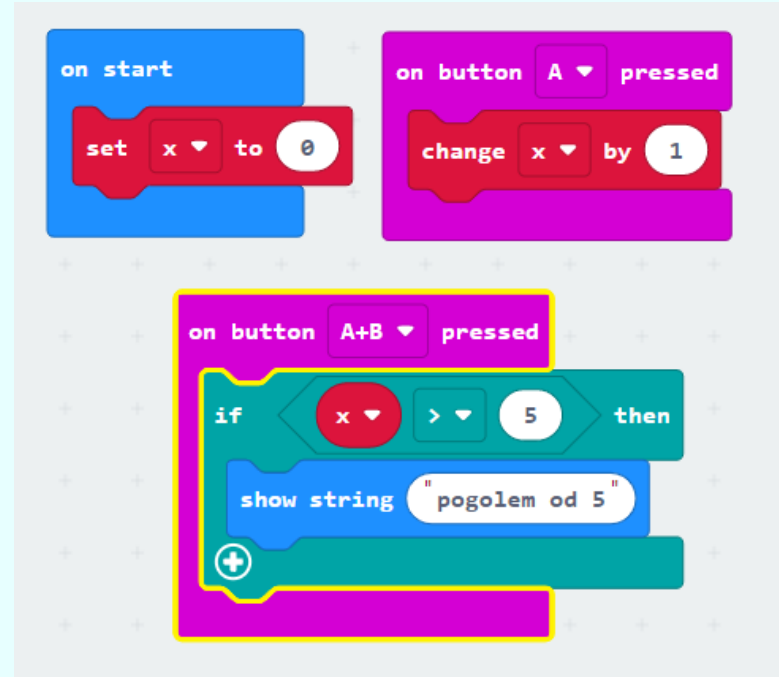 on start
set x to 0
on button A pressed
change x by 1
on button A+B pressed
if x > 5 then
show string "pogolem od 5"